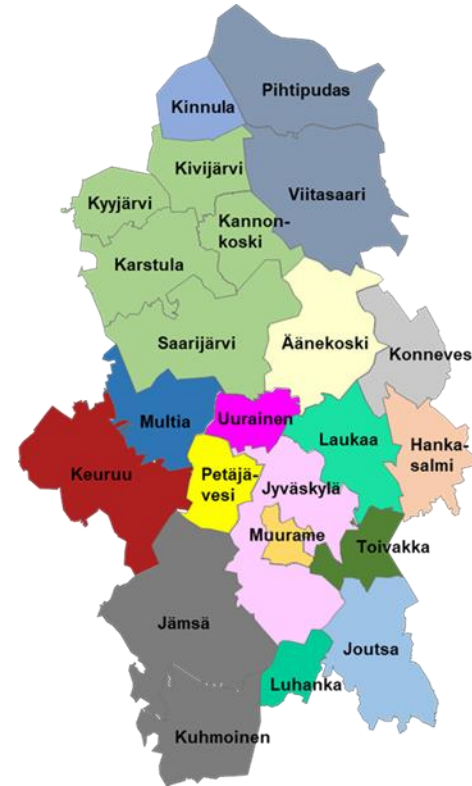 Pihtipudas
Kinnula
Kivijärvi
Viitasaari
Kyyjärvi
Kannon-
koski
Karstula
Saarijärvi
Äänekoski
Konneves
Multia
Uurainen
Laukaa
Hanka-
salmi
Keuruu
Petäjä-
vesi
Jyväskylä
Muurame
Toivakka
Jämsä
Joutsa
Luhanka
Kuhmoinen